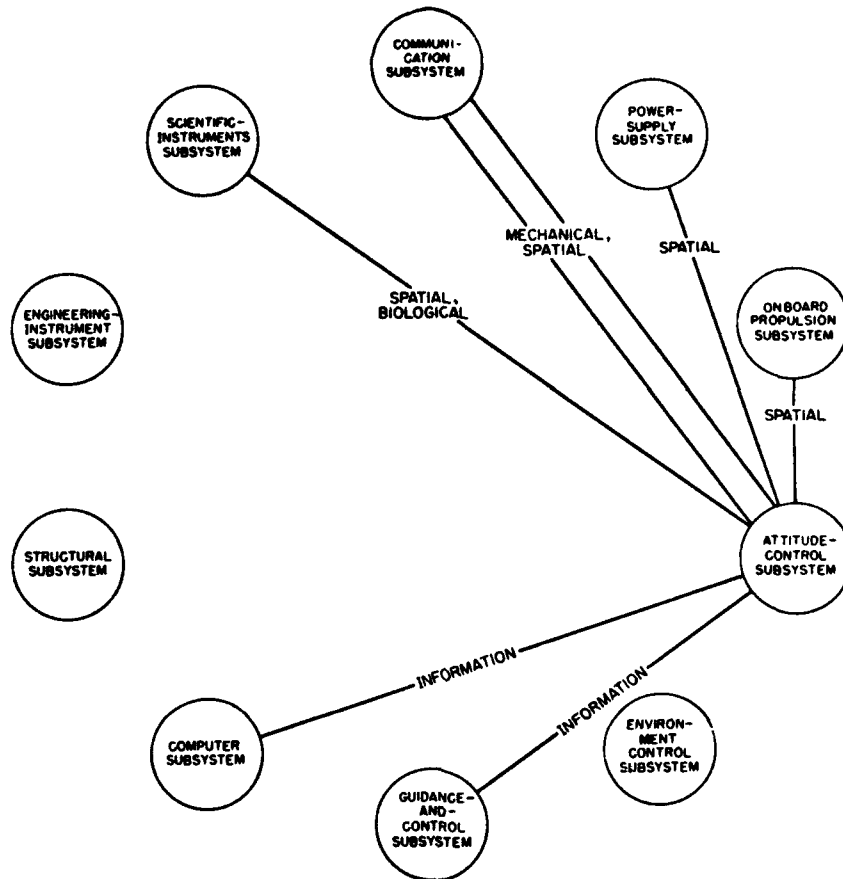 COMMUNI-
CATION
SUBSYSTEM
SCIENTIFIC-
INSTRUMENTS
SUBSYSTEM
POWER-
SUPPLY
SUBSYSTEM
MECHANICAL,
SPATIAL
SPATIAL
SPATIAL,
BIOLOGICAL
ENGINEERING-
INSTRUMENT
SUBSYSTEM
ONBOARD
PROPULSION
SUBSYSTEM
SPATIAL
STRUCTURAL
SUBSYSTEM
ATTITUDE-
CONTROL
SUBSYSTEM
INFORMATION
INFORMATION
COMPUTER
SUBSYSTEM
ENVIRON-
MENT
CONTROL
SUBSYSTEM
GUIDANCE-
AND-
CONTROL
SUBSYSTEM